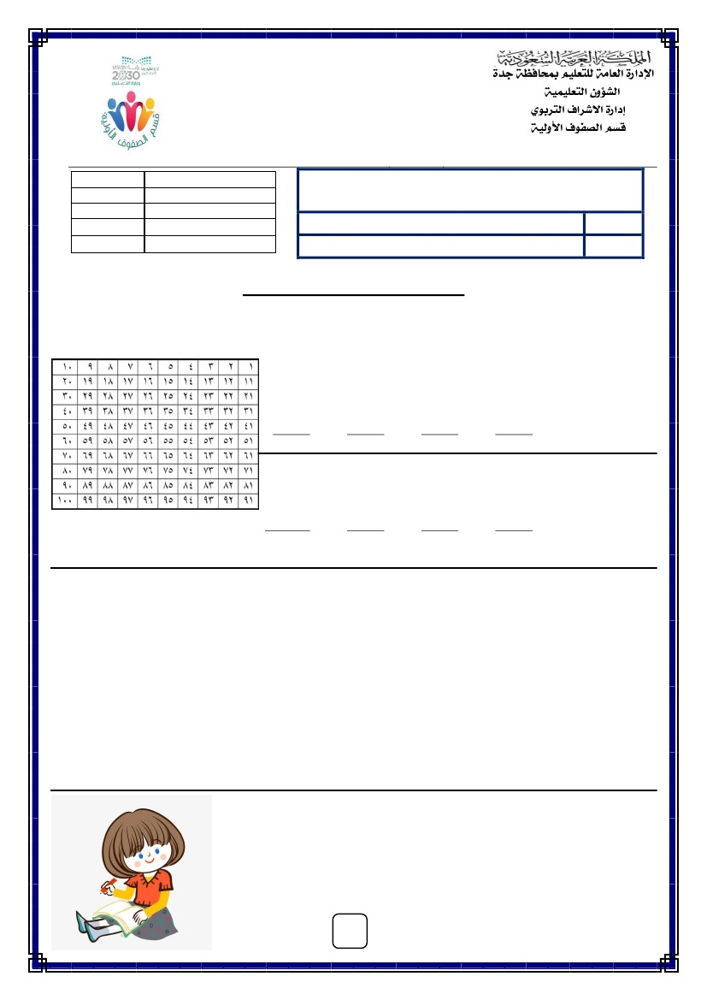 المملكة العربية السعودية
الإدارة العامة للتعليم بمحافظة جدة
الشؤون التعليمية
إدارة الاشراف التربوي
قسم الصفوف الأولية
VISION رؤية
2030
وزارة التعليم
قسم الصفوف الأولية
١ ٢ ٣ ٤ ٥ ٦ ٧ ٨ ٩ ١٠
١١ ١٢ ١٣ ١٤ ١٥ ١٦ ١٧ ١٨ ١٩ ٢٠
٢١ ٢٢ ٢٣ ٢٤ ٢٥ ٢٦ ٢٧ ٢٨ ٢٩ ٣٠
٣١ ٣٢ ٣٣ ٣٤ ٣٥ ٣٦ ٣٧ ٣٨ ٣٩ ٤٠
٤١ ٤٢ ٤٣ ٤٤ ٤٥ ٤٦ ٤٧ ٤٨ ٤٩ ٥٠
٥١ ٥٢ ٥٣ ٥٤ ٥٥ ٥٦ ٥٧ ٥٨ ٥٩ ٦٠
٦١ ٦٢ ٦٣ ٦٤ ٦٥ ٦٦ ٦٧ ٦٨ ٦٩ ٧٠
٧١ ٧٢ ٧٣ ٧٤ ٧٥ ٧٦ ٧٧ ٧٨ ٧٩ ٨٠
٨١ ٨٢ ٨٣ ٨٤ ٨٥ ٨٦ ٨٧ ٨٨ ٨٩ ٩٠
٩١ ٩٢ ٩٣ ٩٤ ٩٥ ٩٦ ٩٧ ٩٨ ٩٩ ١٠٠